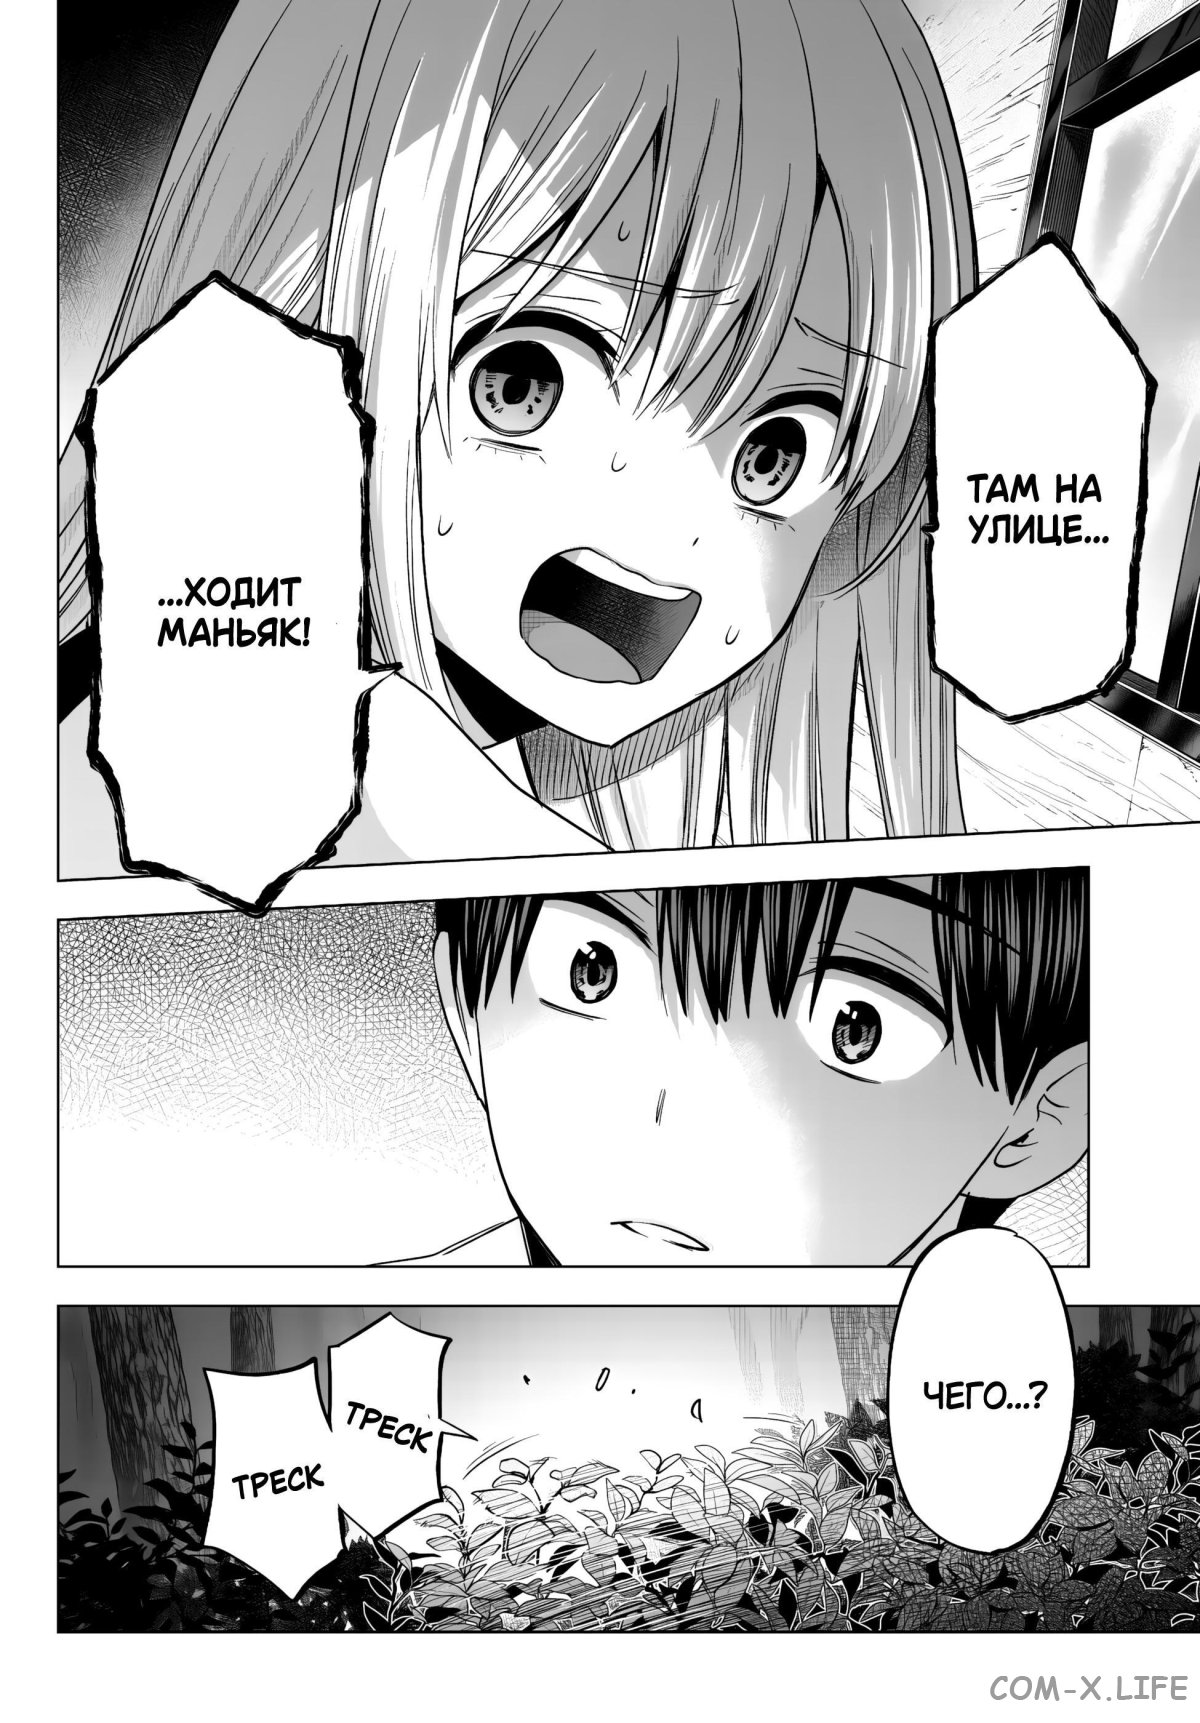 ТАМ НА
УЛИЦЕ...
...ХОДИТ
МАНЬЯК!
ЧЕГО...?
ТРЕСК
ТРЕСК
COM-X.LIFE